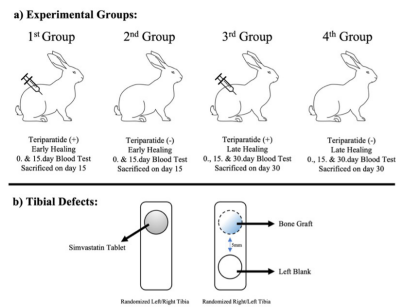 a) Experimental Groups:
1st Group 2nd Group 3rd Group 4th Group
Teriparatide (+) Teriparatide (-) Teriparatide (+) Teriparatide (-)
Early Healing Early Healing Late Healing Late Healing
0. & 15.day Blood Test 0. & 15.day Blood Test 0., 15. & 30.day Blood Test 0., 15. & 30.day Blood Test
Sacrificed on day 15 Sacrificed on day 15 Sacrificed on day 30 Sacrificed on day 30
b) Tibial Defects:
Bone Graft
Simvastatin Tablet
5mm
Left Blank
Randomized Left/Right Tibia Randomized Right/Left Tibia